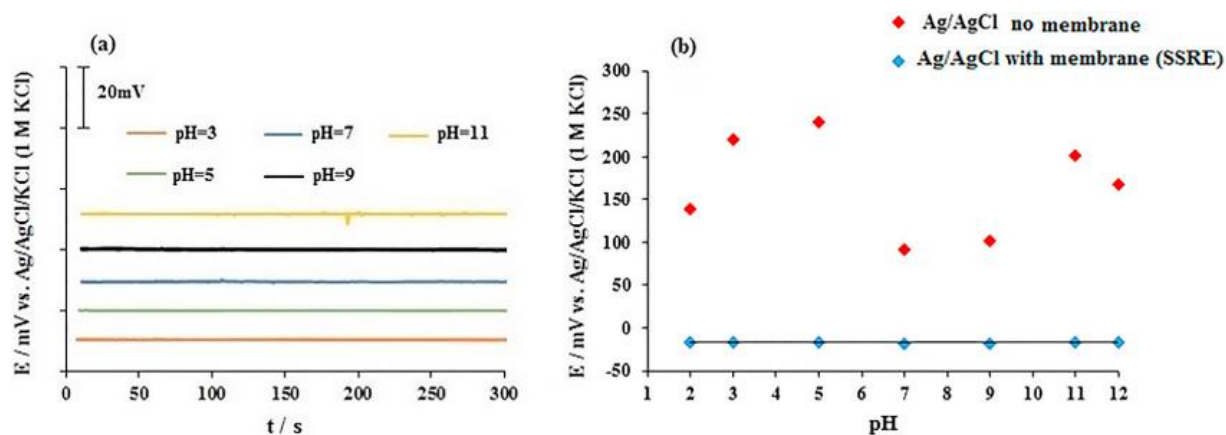 (a)
20mV
pH=3 pH=7 pH=11
pH=5 pH=9
E / mV vs. Ag/AgCl/KCl (1 M KCl)
0 50 100 150 200 250 300
t / s
(b)
Ag/AgCl no membrane
Ag/AgCl with membrane (SSRE)
E / mV vs. Ag/AgCl/KCl (1 M KCl)
300
250
200
150
100
50
0
-50
1 2 3 4 5 6 7 8 9 10 11 12
pH